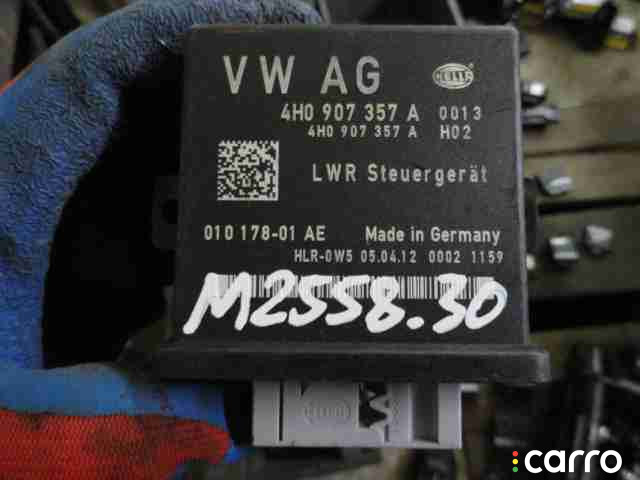 VW AG HELLA
4H0 907 357 A 0013
4H0 907 357 A H02
LWR Steuergerät
010 178-01 AE Made in Germany
HLR-0W5 05.04.12 0002 1159
M2558.30
HELLA
carro